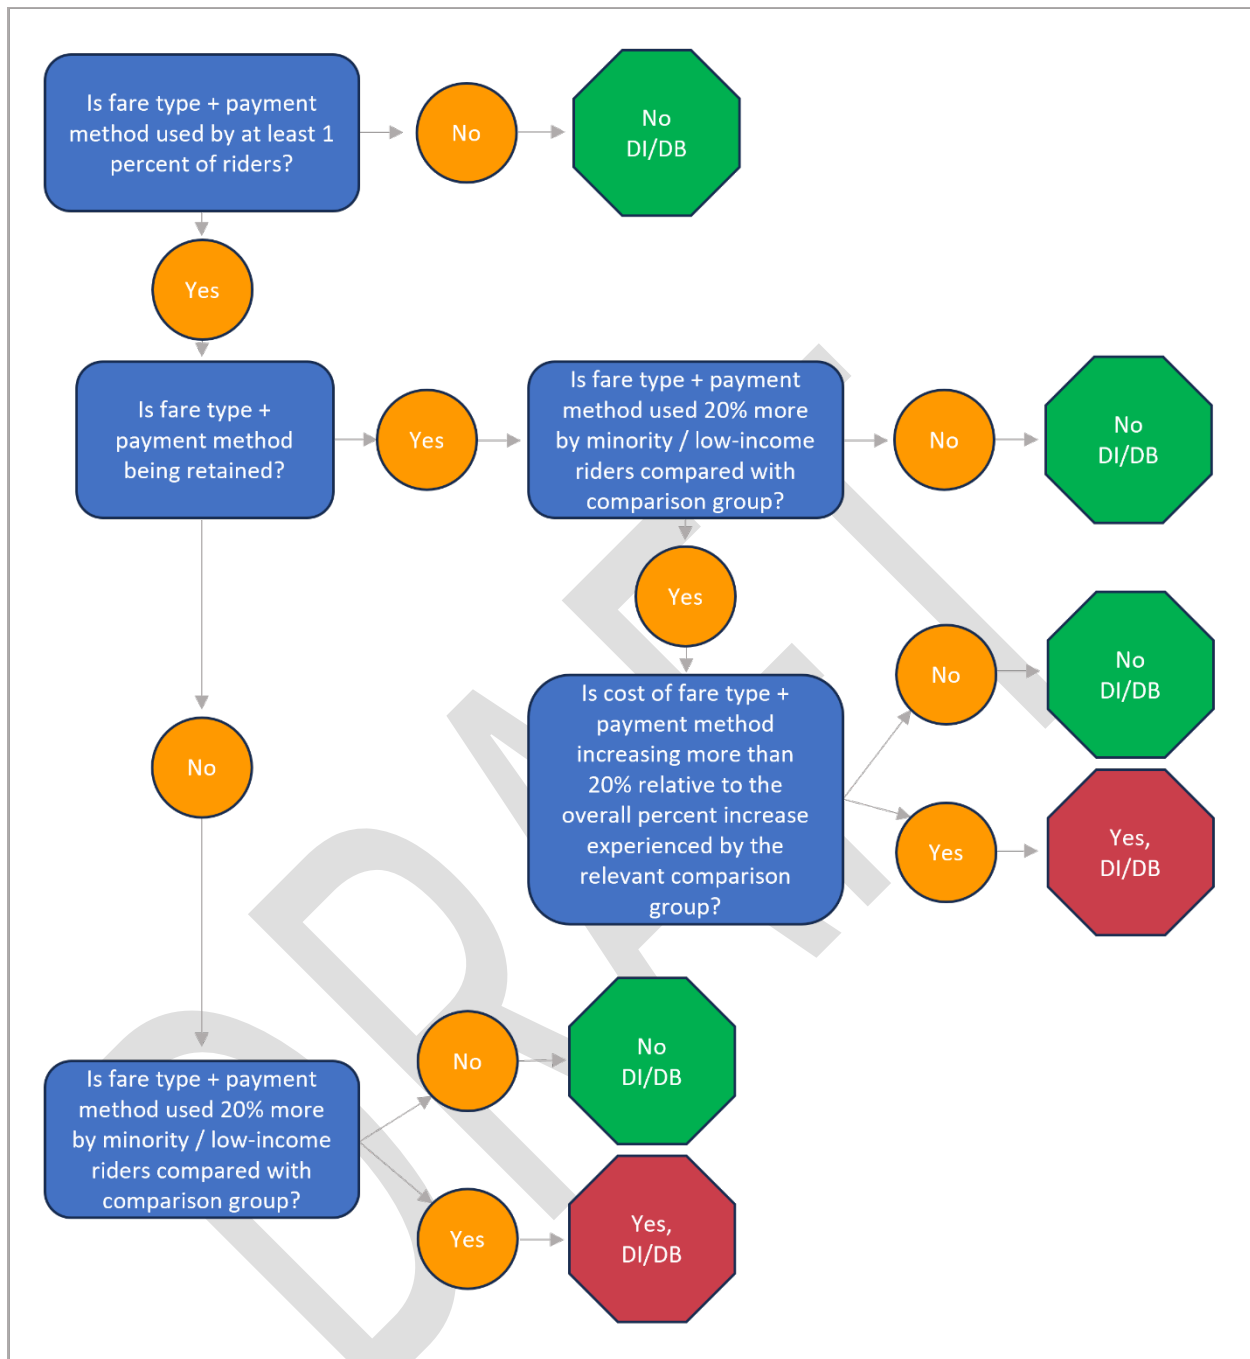 Is fare type + payment
method used by at least 1
percent of riders?
No
No
DI/DB
Yes
Is fare type +
payment method
being retained?
Yes
Is fare type + payment
method used 20% more
by minority / low-income
riders compared with
comparison group?
No
No
DI/DB
Yes
Is cost of fare type +
payment method
increasing more than
20% relative to the
overall percent increase
experienced by the
relevant comparison
group?
No
No
DI/DB
Yes
Yes,
DI/DB
No
Is fare type + payment
method used 20% more
by minority / low-income
riders compared with
comparison group?
No
No
DI/DB
Yes
Yes,
DI/DB
DRAFT